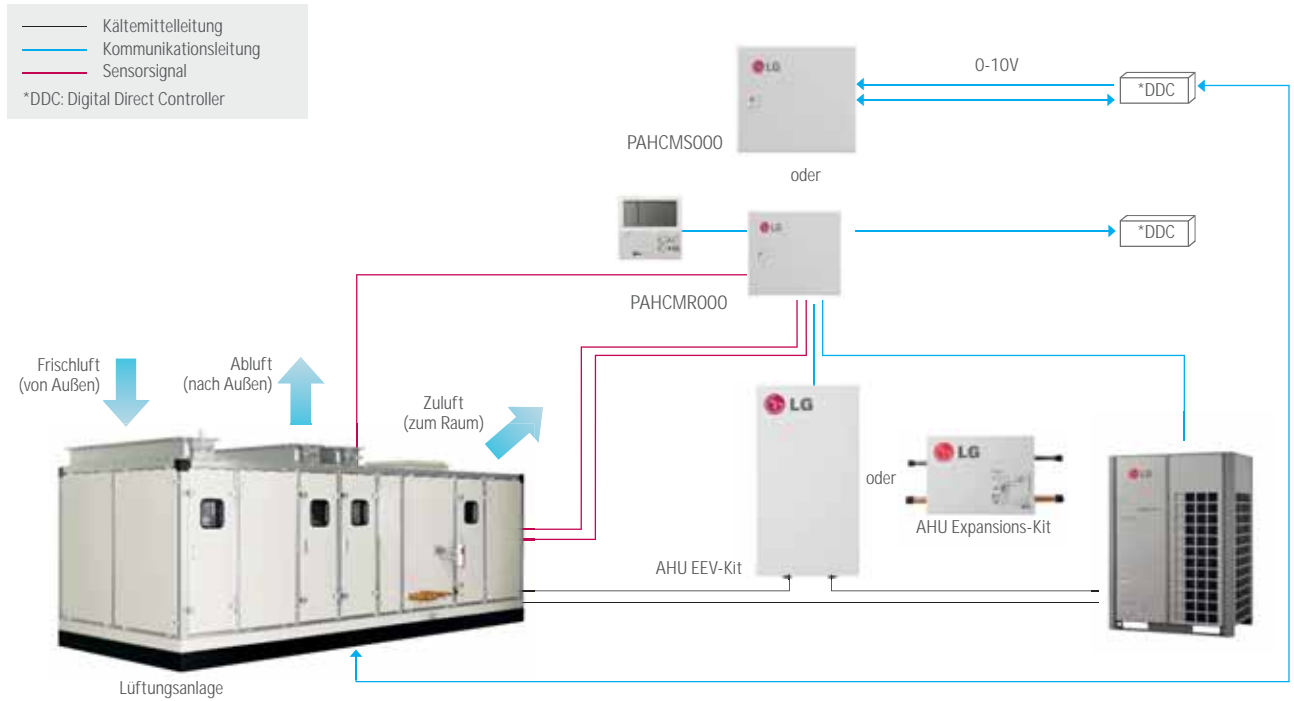 Kältemittelleitung
Kommunikationsleitung
Sensorsignal
*DDC: Digital Direct Controller
LG
0-10V
*DDC
PAHCMS000
oder
LG
*DDC
PAHCMR000
Frischluft
(von Außen)
Abluft
(nach Außen)
Zuluft
(zum Raum)
LG
oder
LG
AHU Expansions-Kit
LG
AHU EEV-Kit
Lüftungsanlage